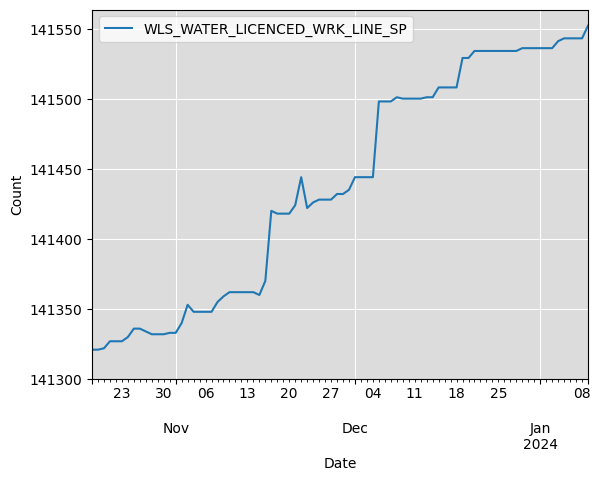 WLS_WATER_LICENCED_WRK_LINE_SP
141550
141500
141450
141400
141350
141300
Count
23 30 06 13 20 27 04 11 18 25 08
Nov Dec Jan
2024
Date